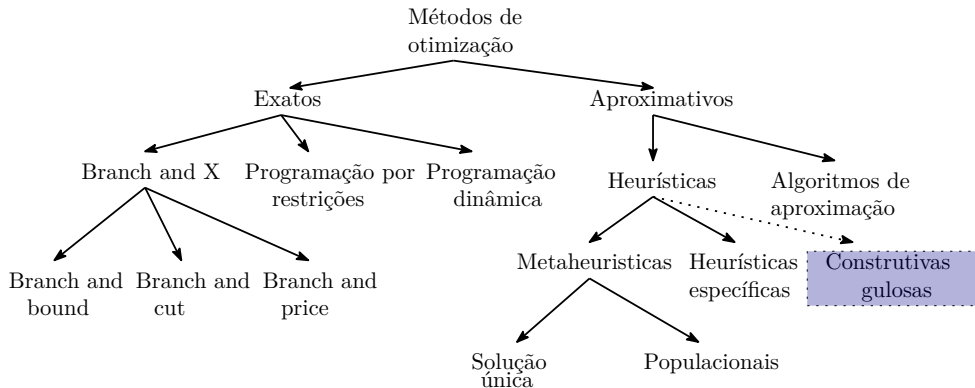 Métodos de
otimização
Exatos
Aproximativos
Branch and X
Programação por
restrições
Programação
dinâmica
Heurísticas
Algoritmos de
aproximação
Branch and
bound
Branch and
cut
Branch and
price
Metaheuristicas
Heurísticas
específicas
Construtivas
gulosas
Solução
única
Populacionais